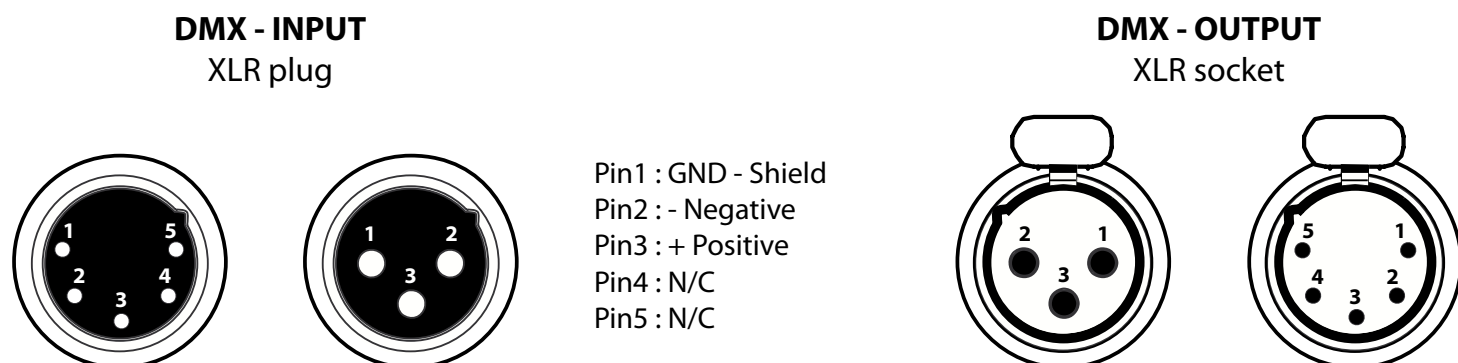 DMX - INPUT
XLR plug
1
5
2
4
3
1
2
3
Pin1 : GND - Shield
Pin2 : - Negative
Pin3 : + Positive
Pin4 : N/C
Pin5 : N/C
DMX - OUTPUT
XLR socket
2
1
3
5
1
4
2
3